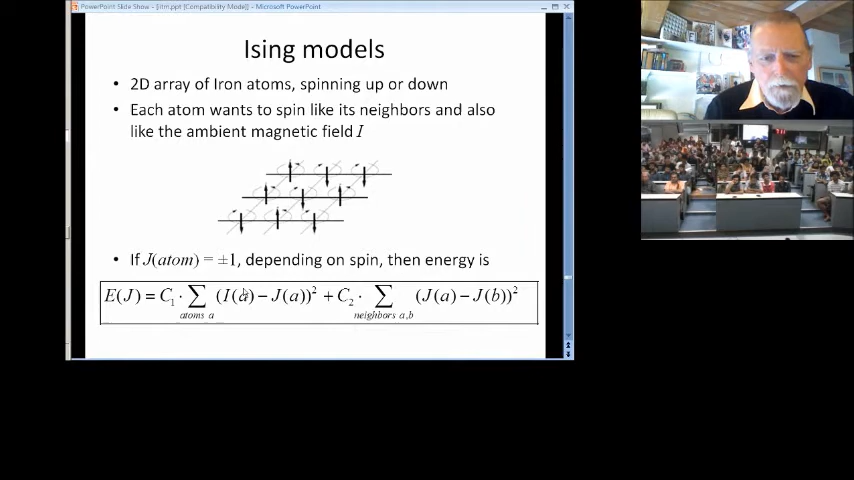 PowerPoint Slide Show - [itm.ppt [Compatibility Mode]] - Microsoft PowerPoint
Ising models
• 2D array of Iron atoms, spinning up or down
• Each atom wants to spin like its neighbors and also
like the ambient magnetic field I
• If J(atom) = ±1, depending on spin, then energy is
E(J) = C₁ · ∑ (I(a) − J(a))² + C₂ · ∑ (J(a) − J(b))²
atoms a neighbors a,b